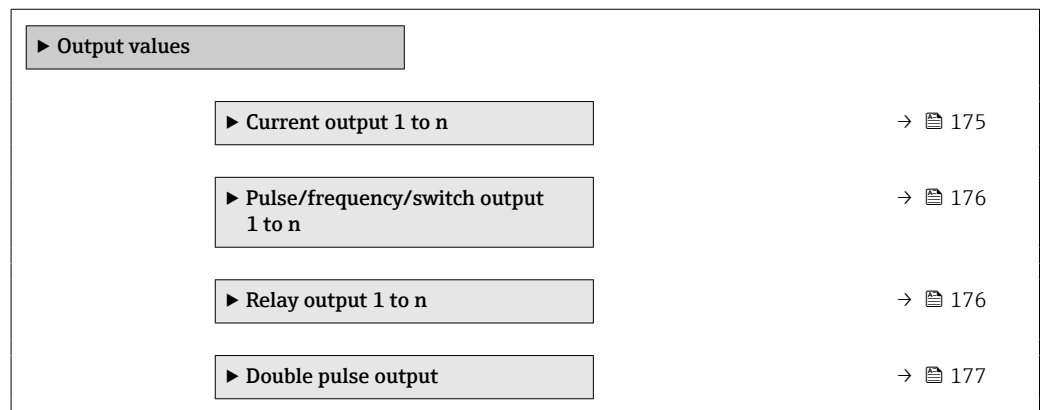 ▶ Output values
▶ Current output 1 to n → 175
▶ Pulse/frequency/switch output
1 to n → 176
▶ Relay output 1 to n → 176
▶ Double pulse output → 177